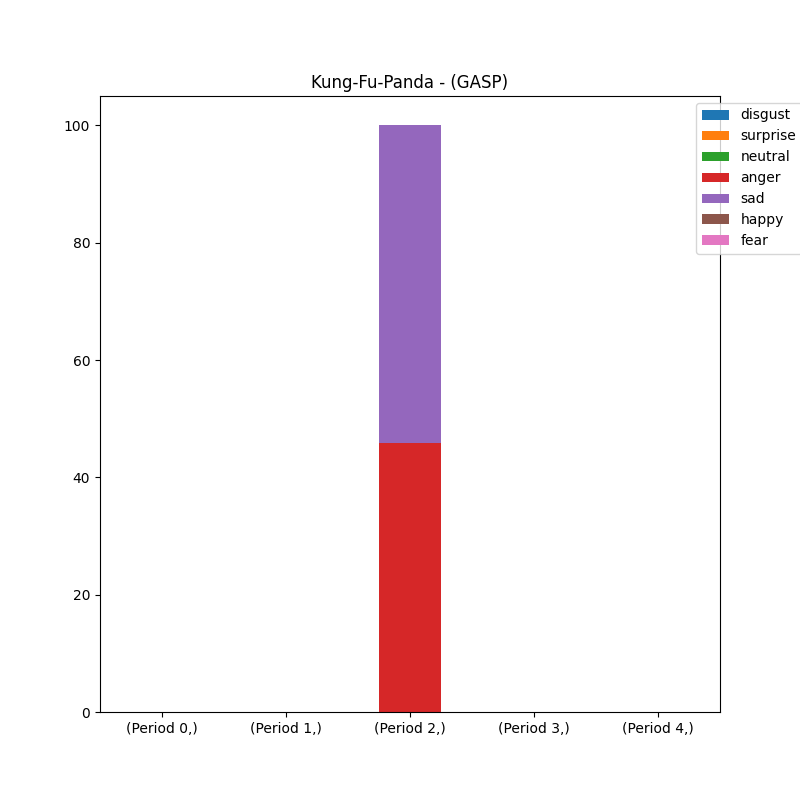 Kung-Fu-Panda - (GASP)
100
80
60
40
20
0
(Period 0,)
(Period 1,)
(Period 2,)
(Period 3,)
(Period 4,)
disgust
surprise
neutral
anger
sad
happy
fear